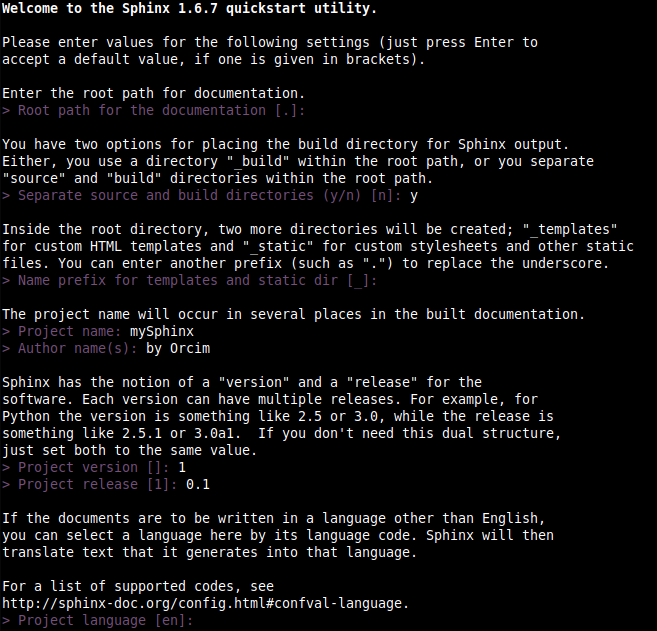 Welcome to the Sphinx 1.6.7 quickstart utility.
Please enter values for the following settings (just press Enter to
accept a default value, if one is given in brackets).
Enter the root path for documentation.
> Root path for the documentation [.]:
You have two options for placing the build directory for Sphinx output.
Either, you use a directory "_build" within the root path, or you separate
"source" and "build" directories within the root path.
> Separate source and build directories (y/n) [n]: y
Inside the root directory, two more directories will be created; "_templates"
for custom HTML templates and "_static" for custom stylesheets and other static
files. You can enter another prefix (such as ".") to replace the underscore.
> Name prefix for templates and static dir [_]:
The project name will occur in several places in the built documentation.
> Project name: mySphinx
> Author name(s): by Orcim
Sphinx has the notion of a "version" and a "release" for the
software. Each version can have multiple releases. For example, for
Python the version is something like 2.5 or 3.0, while the release is
something like 2.5.1 or 3.0a1.  If you don't need this dual structure,
just set both to the same value.
> Project version []: 1
> Project release [1]: 0.1
If the documents are to be written in a language other than English,
you can select a language here by its language code. Sphinx will then
translate text that it generates into that language.
For a list of supported codes, see
http://sphinx-doc.org/config.html#confval-language.
> Project language [en]: